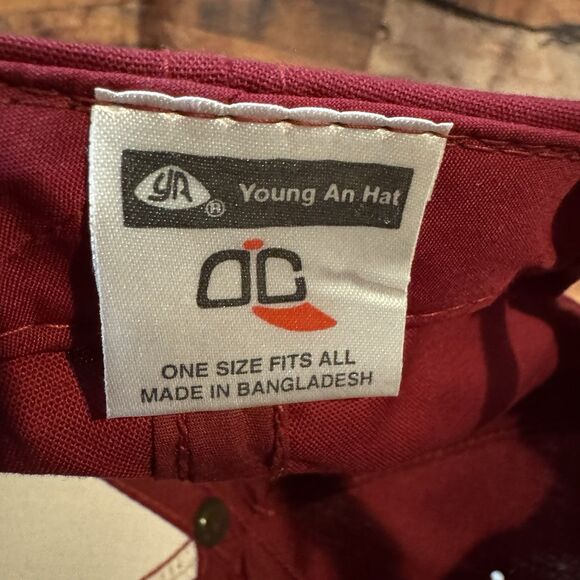 YA ® Young An Hat
OC
ONE SIZE FITS ALL
MADE IN BANGLADESH